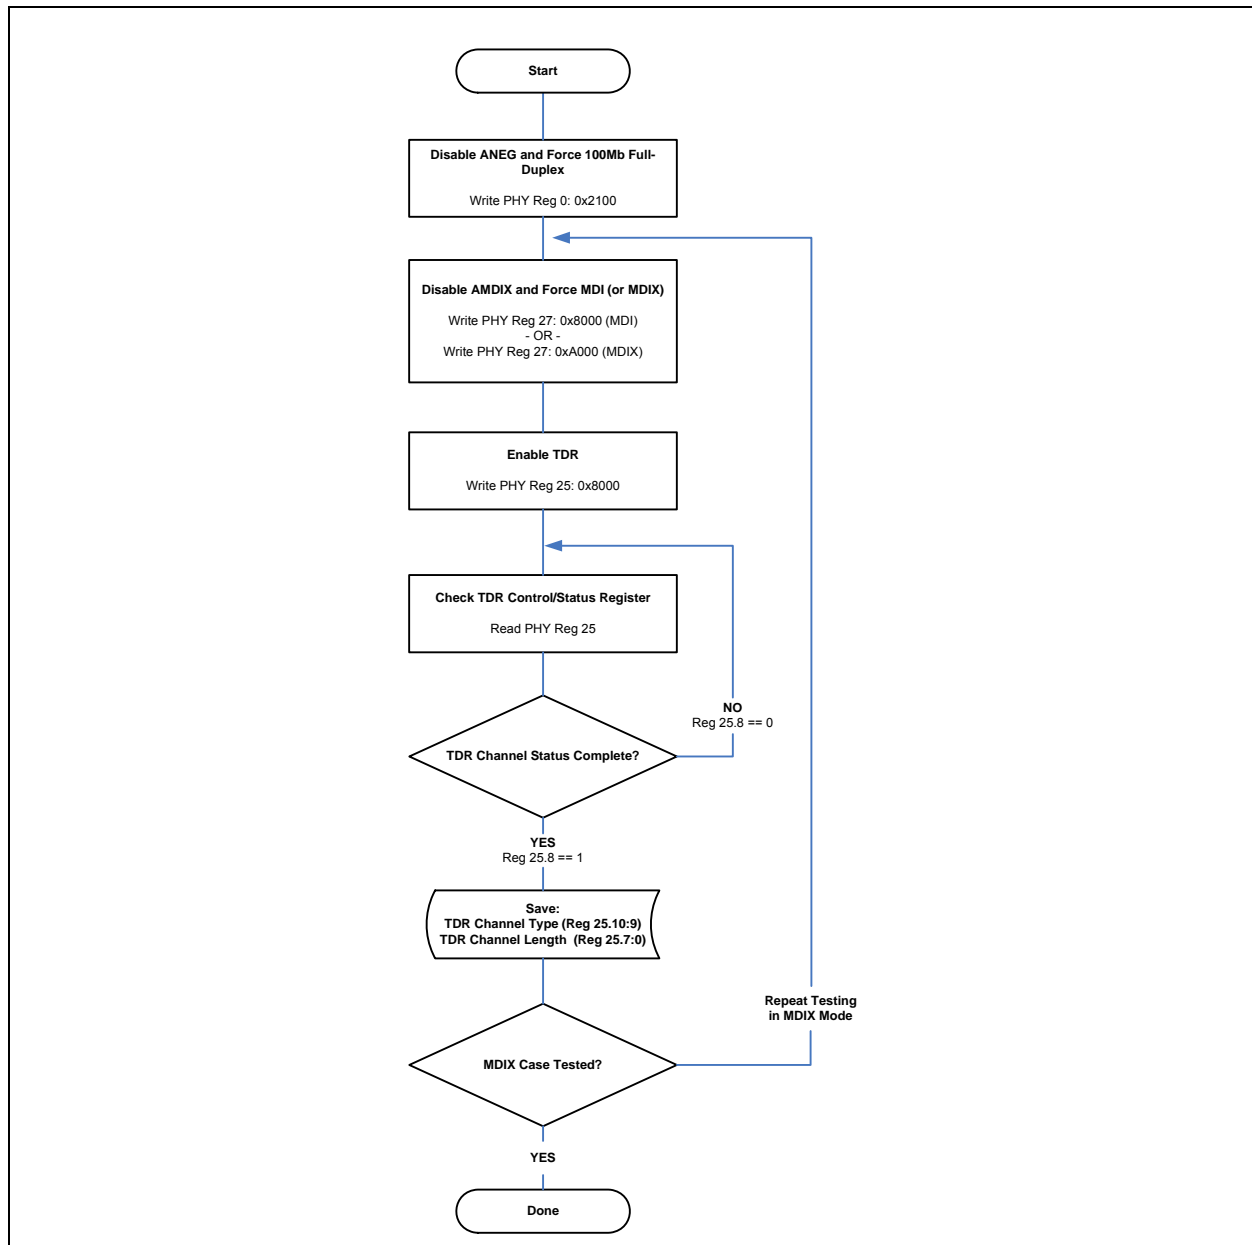 Start
Disable ANEG and Force 100Mb Full-
Duplex
Write PHY Reg 0: 0x2100
Disable AMDIX and Force MDI (or MDIX)
Write PHY Reg 27: 0x8000 (MDI)
- OR -
Write PHY Reg 27: 0xA000 (MDIX)
Enable TDR
Write PHY Reg 25: 0x8000
Check TDR Control/Status Register
Read PHY Reg 25
NO
Reg 25.8 == 0
TDR Channel Status Complete?
YES
Reg 25.8 == 1
Save:
TDR Channel Type (Reg 25.10:9)
TDR Channel Length (Reg 25.7:0)
Repeat Testing
in MDIX Mode
MDIX Case Tested?
YES
Done